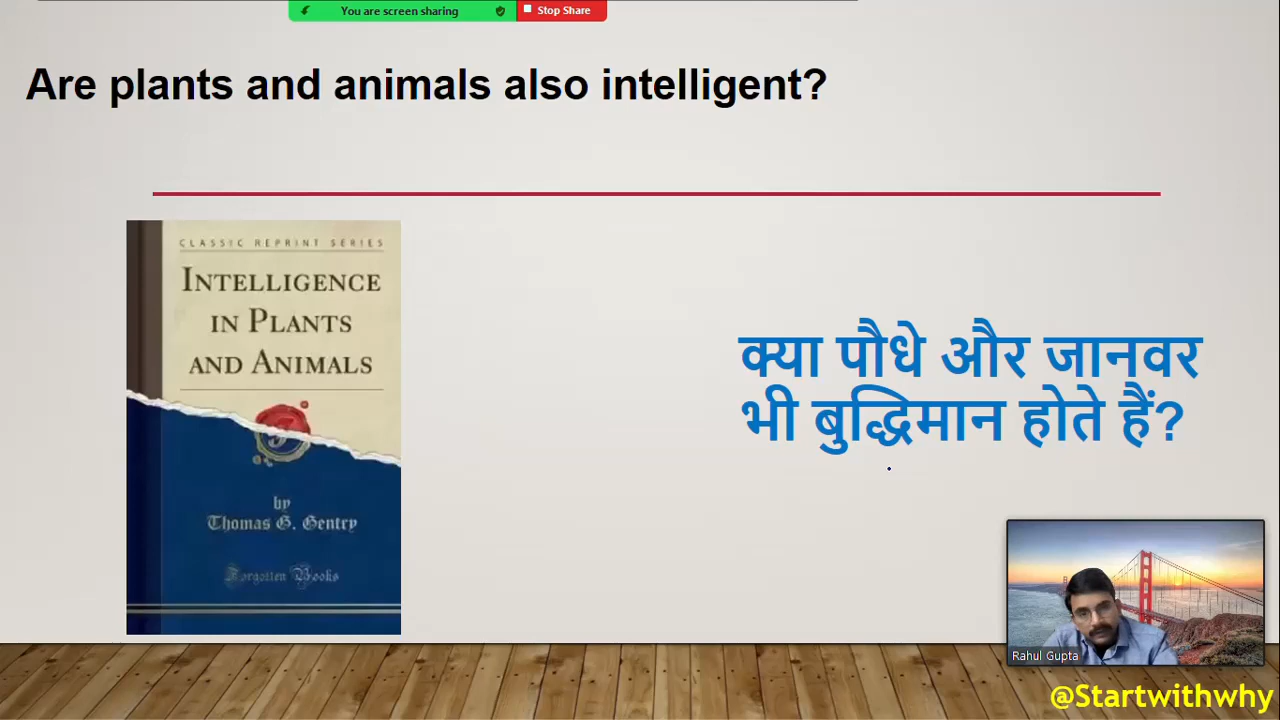 You are screen sharing
Stop Share
Are plants and animals also intelligent?
CLASSIC REPRINT SERIES
INTELLIGENCE
IN PLANTS
AND ANIMALS
by
Thomas G. Gentry
Forgotten Books
क्या पौधे और जानवर
भी बुद्धिमान होते हैं?
Rahul Gupta
@Startwithwhy